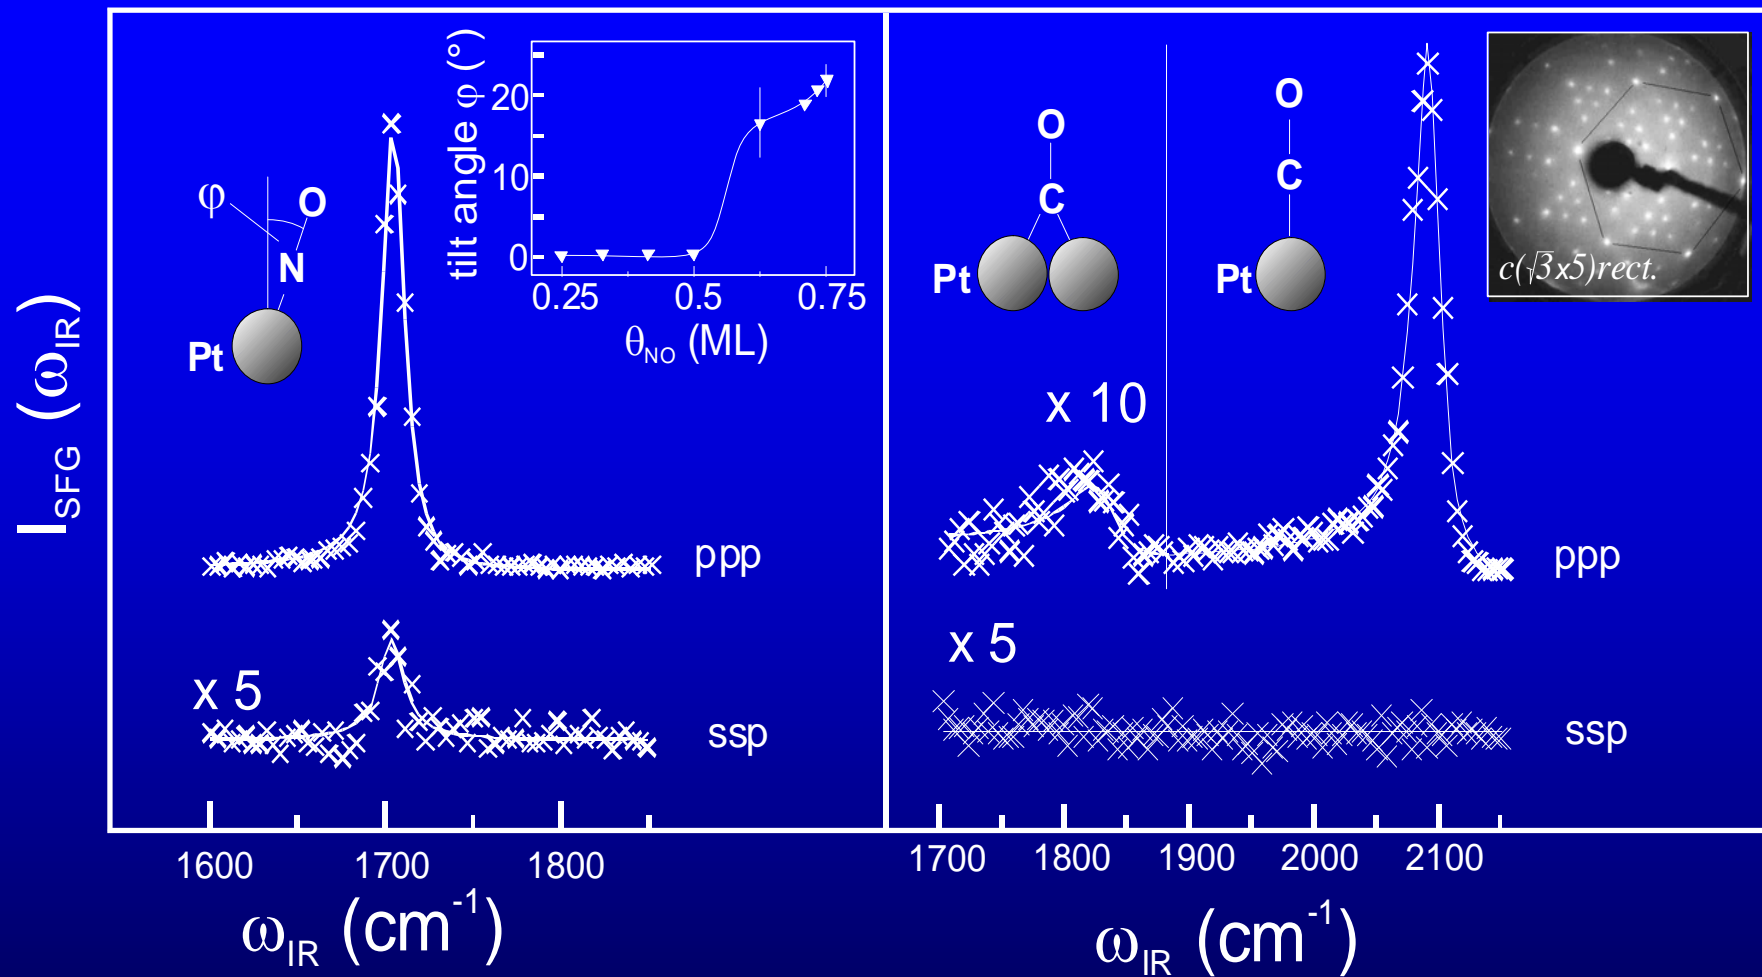 I_SFG (ω_IR)
tilt angle φ (°)
20
10
0
0.25 0.5 0.75
θ_NO (ML)
φ
O
N
Pt
ppp
x 5
ssp
1600 1700 1800
ω_IR (cm⁻¹)
O
C
Pt
O
C
Pt
c(√3x5)rect.
x 10
ppp
x 5
ssp
1700 1800 1900 2000 2100
ω_IR (cm⁻¹)